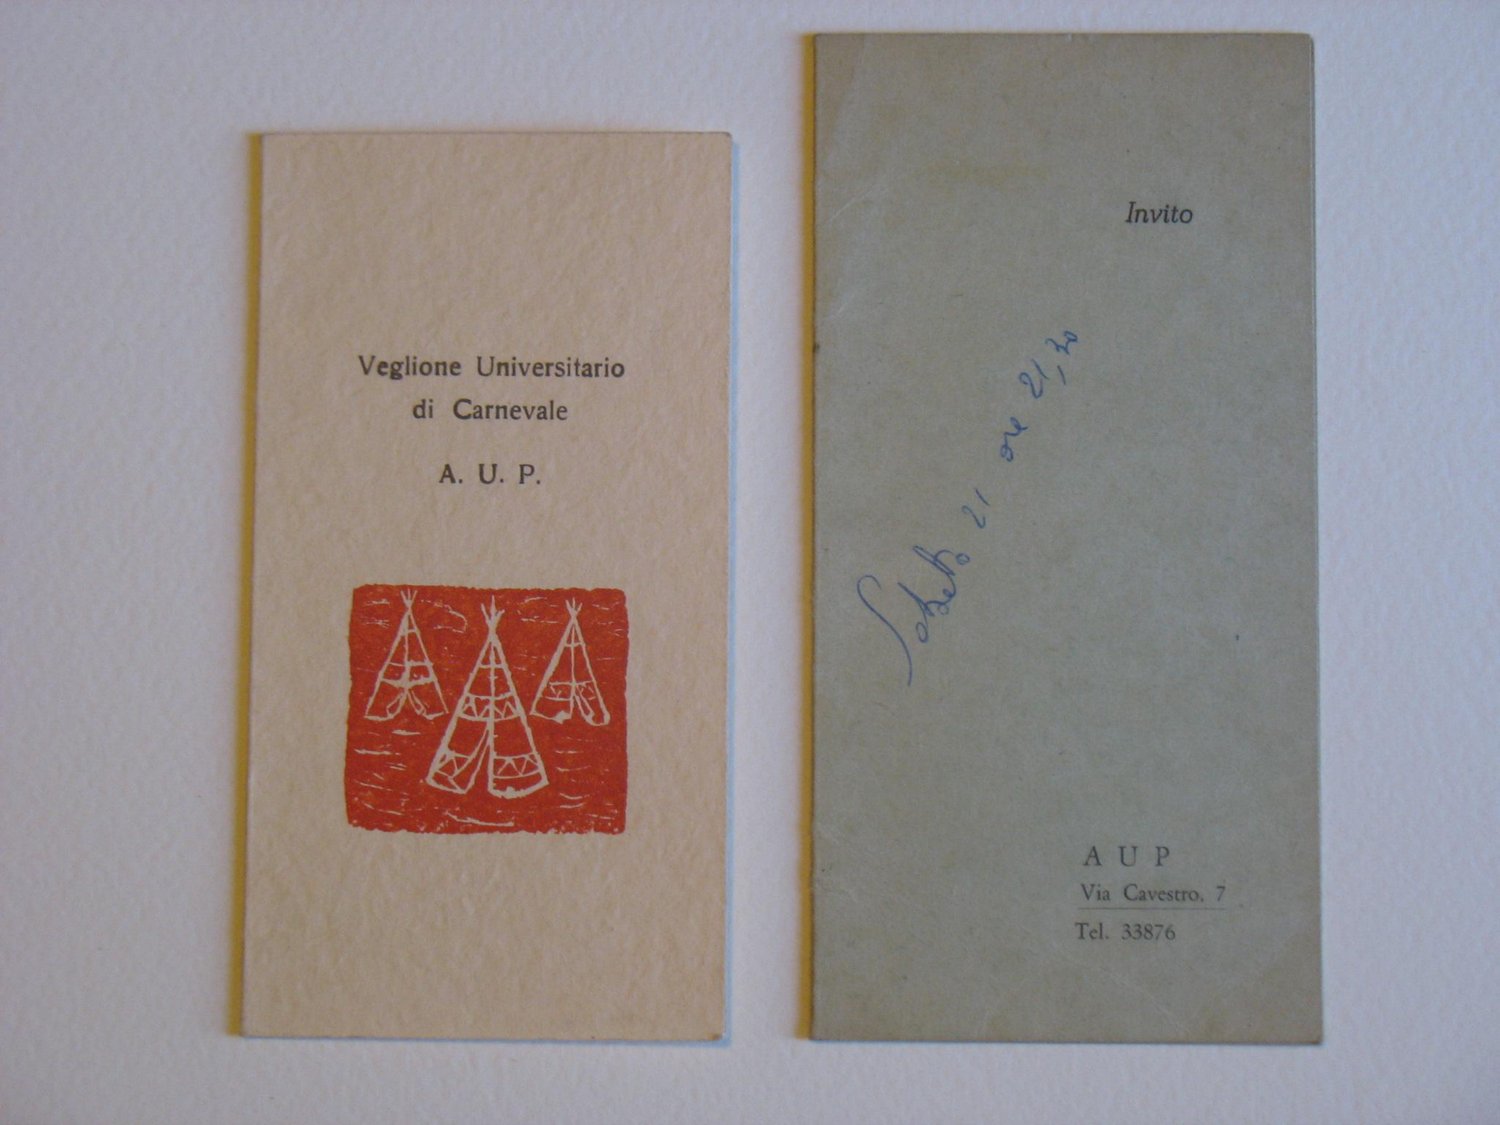 Veglione Universitario
di Carnevale
A. U. P.
Invito
Sabato 21 ore 21,30
A U P
Via Cavestro, 7
Tel. 33876